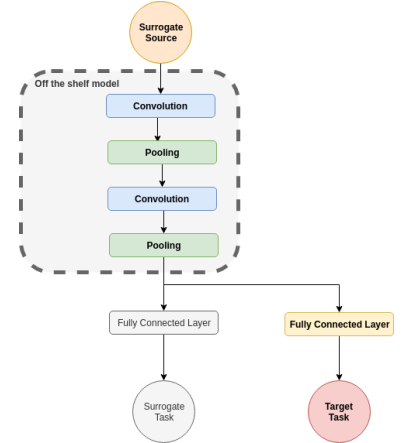 Surrogate
Source
Off the shelf model
Convolution
Pooling
Convolution
Pooling
Fully Connected Layer
Fully Connected Layer
Surrogate
Task
Target
Task